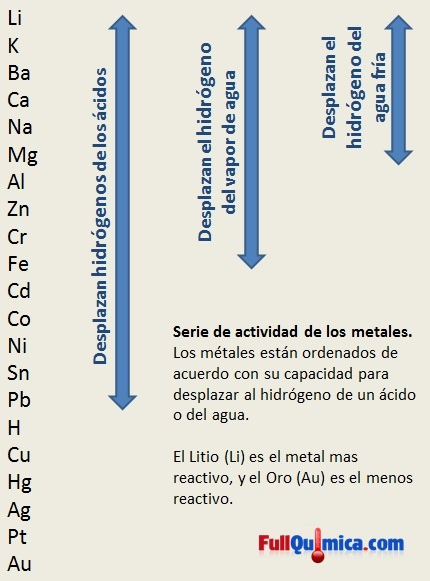 Li
K
Ba
Ca
Na
Mg
Al
Zn
Cr
Fe
Cd
Co
Ni
Sn
Pb
H
Cu
Hg
Ag
Pt
Au
Desplazan hidrógenos de los ácidos
Desplazan el hidrógeno
del vapor de agua
Desplazan el
hidrógeno del
agua fría
Serie de actividad de los metales.
Los métales están ordenados de
acuerdo con su capacidad para
desplazar al hidrógeno de un ácido
o del agua.
El Litio (Li) es el metal mas
reactivo, y el Oro (Au) es el menos
reactivo.
FullQuímica.com